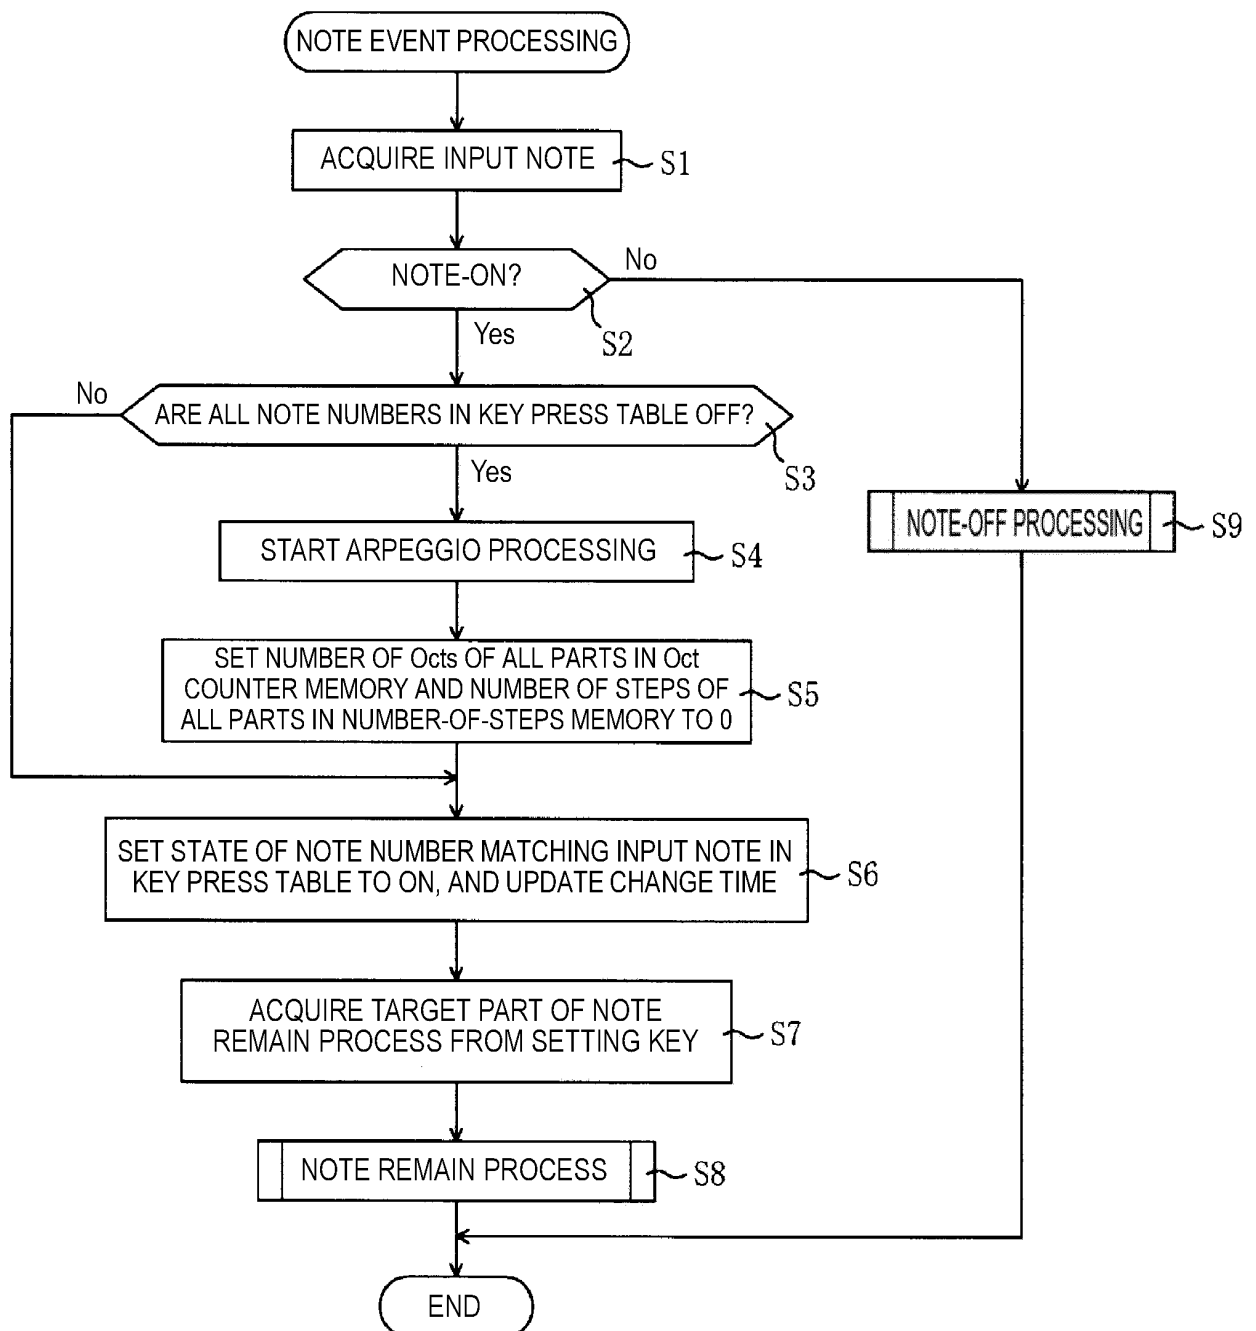 NOTE EVENT PROCESSING
ACQUIRE INPUT NOTE
S1
NOTE-ON?
No
S2
Yes
No
ARE ALL NOTE NUMBERS IN KEY PRESS TABLE OFF?
S3
Yes
NOTE-OFF PROCESSING
S9
START ARPEGGIO PROCESSING
S4
SET NUMBER OF Octs OF ALL PARTS IN Oct
COUNTER MEMORY AND NUMBER OF STEPS OF
ALL PARTS IN NUMBER-OF-STEPS MEMORY TO 0
S5
SET STATE OF NOTE NUMBER MATCHING INPUT NOTE IN
KEY PRESS TABLE TO ON, AND UPDATE CHANGE TIME
S6
ACQUIRE TARGET PART OF NOTE
REMAIN PROCESS FROM SETTING KEY
S7
NOTE REMAIN PROCESS
S8
END